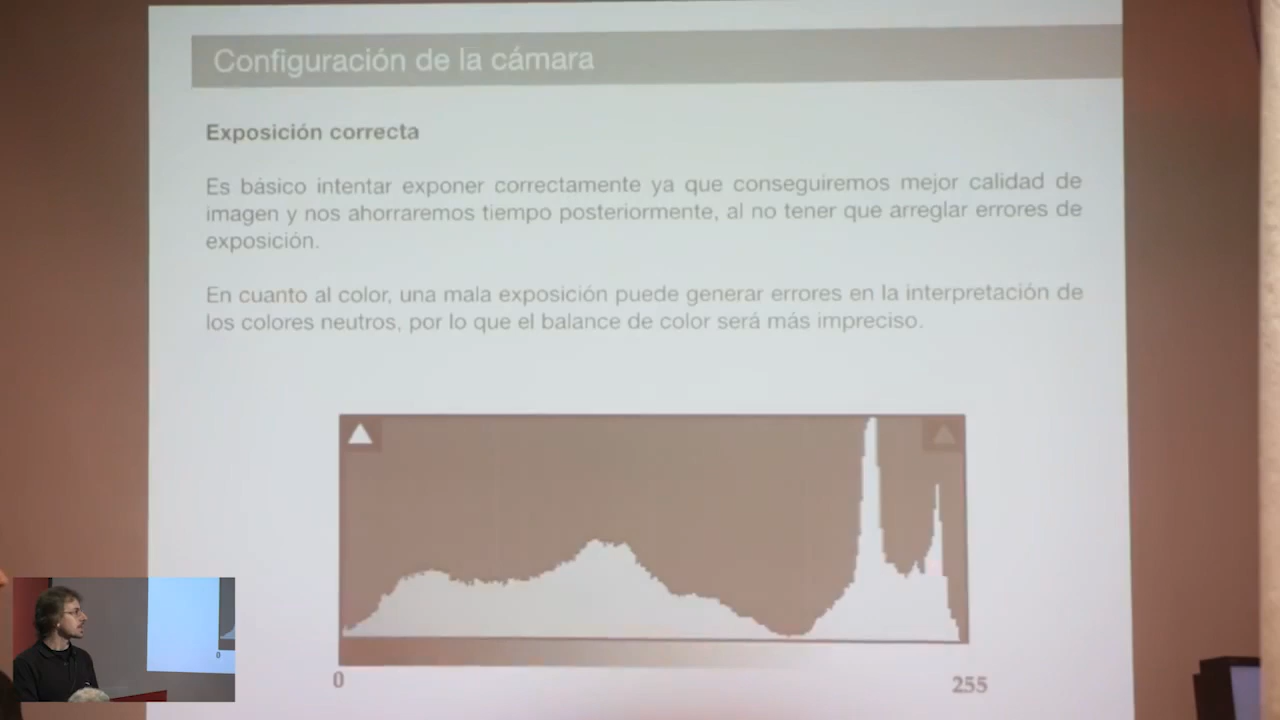 Configuración de la cámara
Exposición correcta
Es básico intentar exponer correctamente ya que conseguiremos mejor calidad de
imagen y nos ahorraremos tiempo posteriormente, al no tener que arreglar errores de
exposición.
En cuanto al color, una mala exposición puede generar errores en la interpretación de
los colores neutros, por lo que el balance de color será más impreciso.
0
255
0